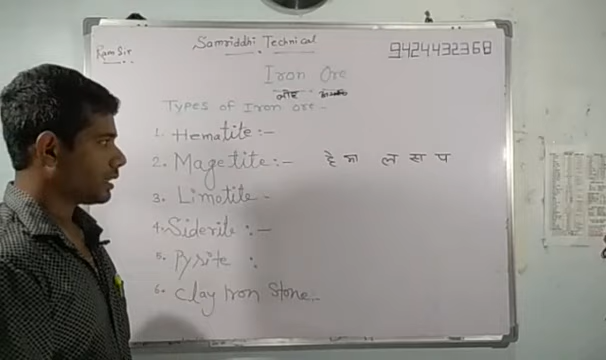 Samriddhi Technical
Ram Sir
9424432368
Iron Ore
लौह
Types of Iron ore -
1. Hematite :-
2. Magetite :- हे मा ल स प
3. Limotite -
4. Siderite : -
5. Pysite :
6. Clay Iron Stone :-